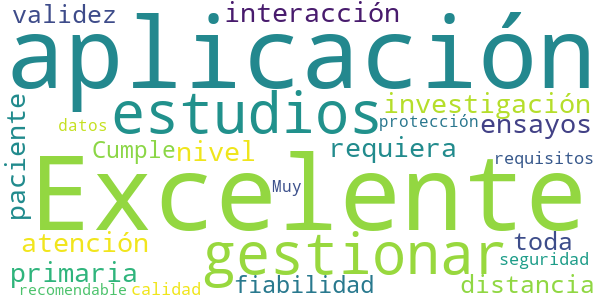 validez interacción
aplicación
paciente
estudios
investigación
datos
protección
ensayos
Cumple nivel
requiera
requisitos
Excelente
Muy
atención
gestionar
toda
seguridad
primaria
fiabilidad
distancia
recomendable
calidad